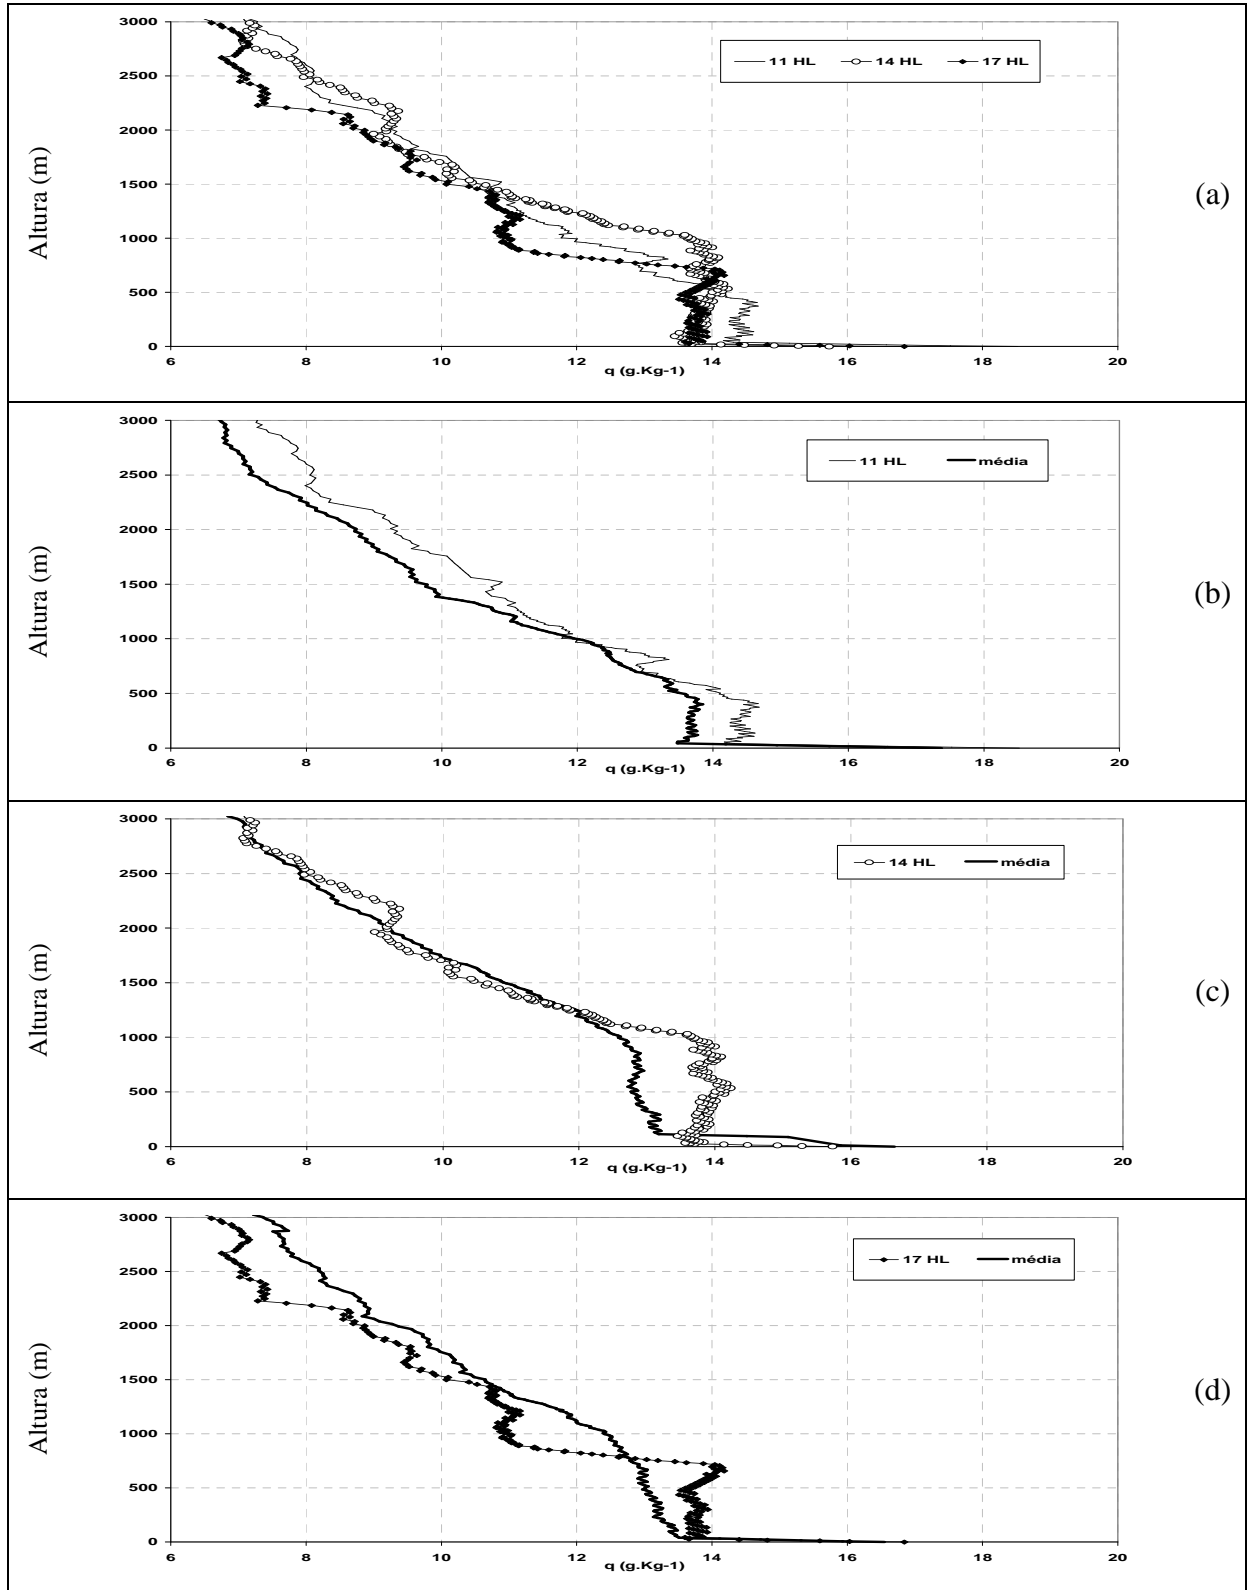 3000
2500
2000
1500
1000
500
0
Altura (m)
11 HL 14 HL 17 HL
(a)
6 8 10 12 14 16 18 20
q (g.Kg-1)
3000
2500
2000
1500
1000
500
0
Altura (m)
11 HL média
(b)
6 8 10 12 14 16 18 20
q (g.Kg-1)
3000
2500
2000
1500
1000
500
0
Altura (m)
14 HL média
(c)
6 8 10 12 14 16 18 20
q (g.Kg-1)
3000
2500
2000
1500
1000
500
0
Altura (m)
17 HL média
(d)
6 8 10 12 14 16 18 20
q (g.Kg-1)